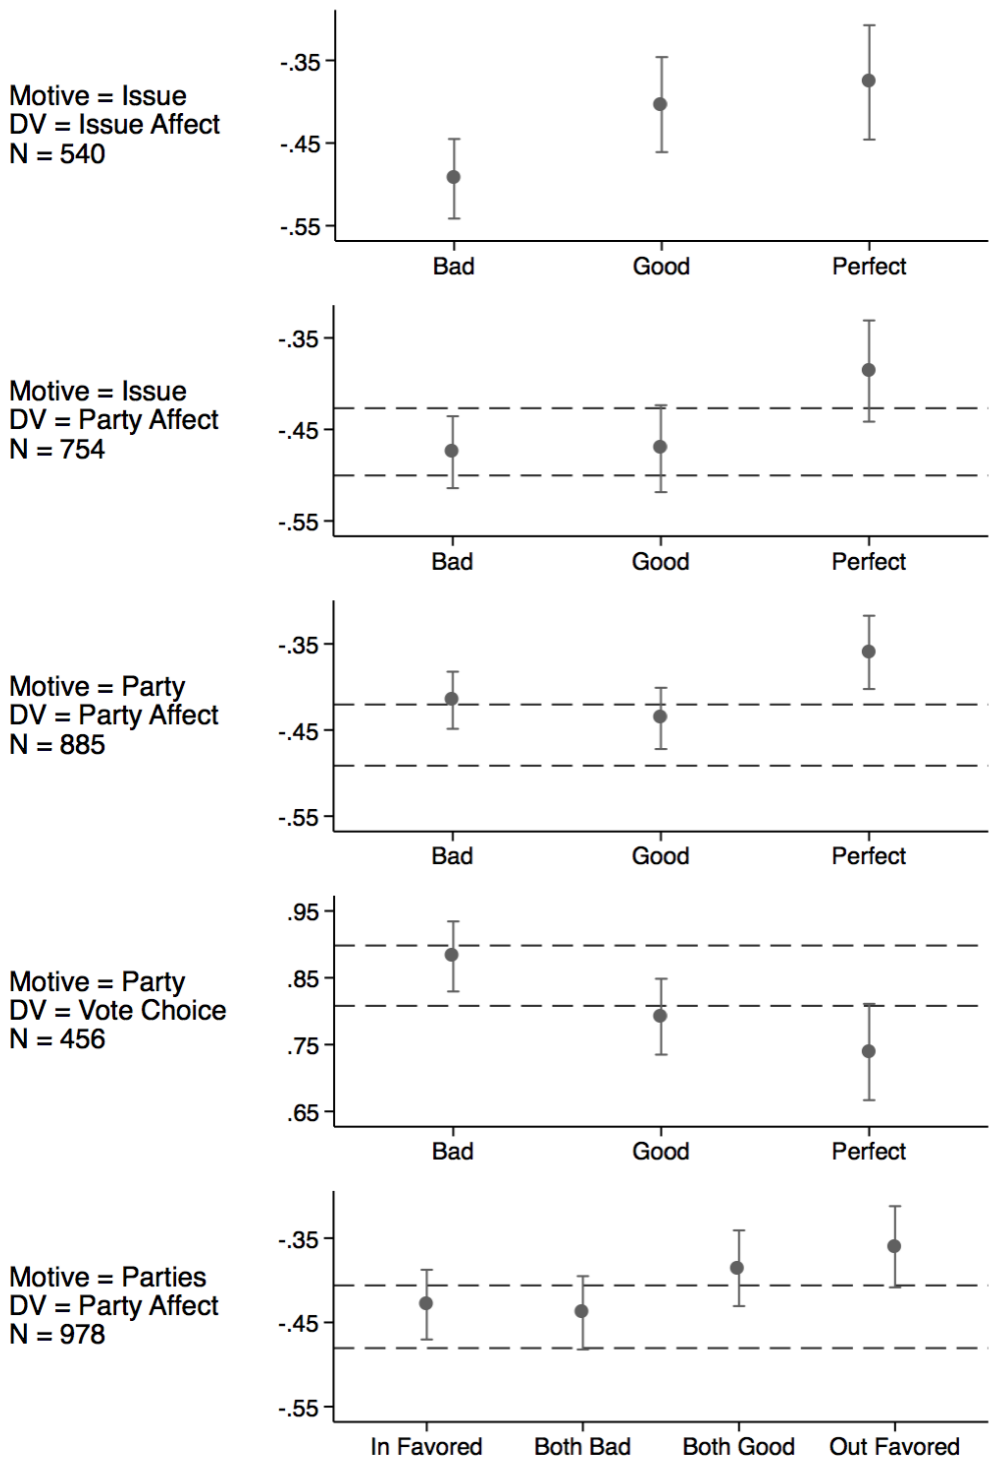 Motive = Issue
DV = Issue Affect
N = 540
-.35
-.45
-.55
Bad Good Perfect
Motive = Issue
DV = Party Affect
N = 754
-.35
-.45
-.55
Bad Good Perfect
Motive = Party
DV = Party Affect
N = 885
-.35
-.45
-.55
Bad Good Perfect
Motive = Party
DV = Vote Choice
N = 456
.95
.85
.75
.65
Bad Good Perfect
Motive = Parties
DV = Party Affect
N = 978
-.35
-.45
-.55
In Favored Both Bad Both Good Out Favored